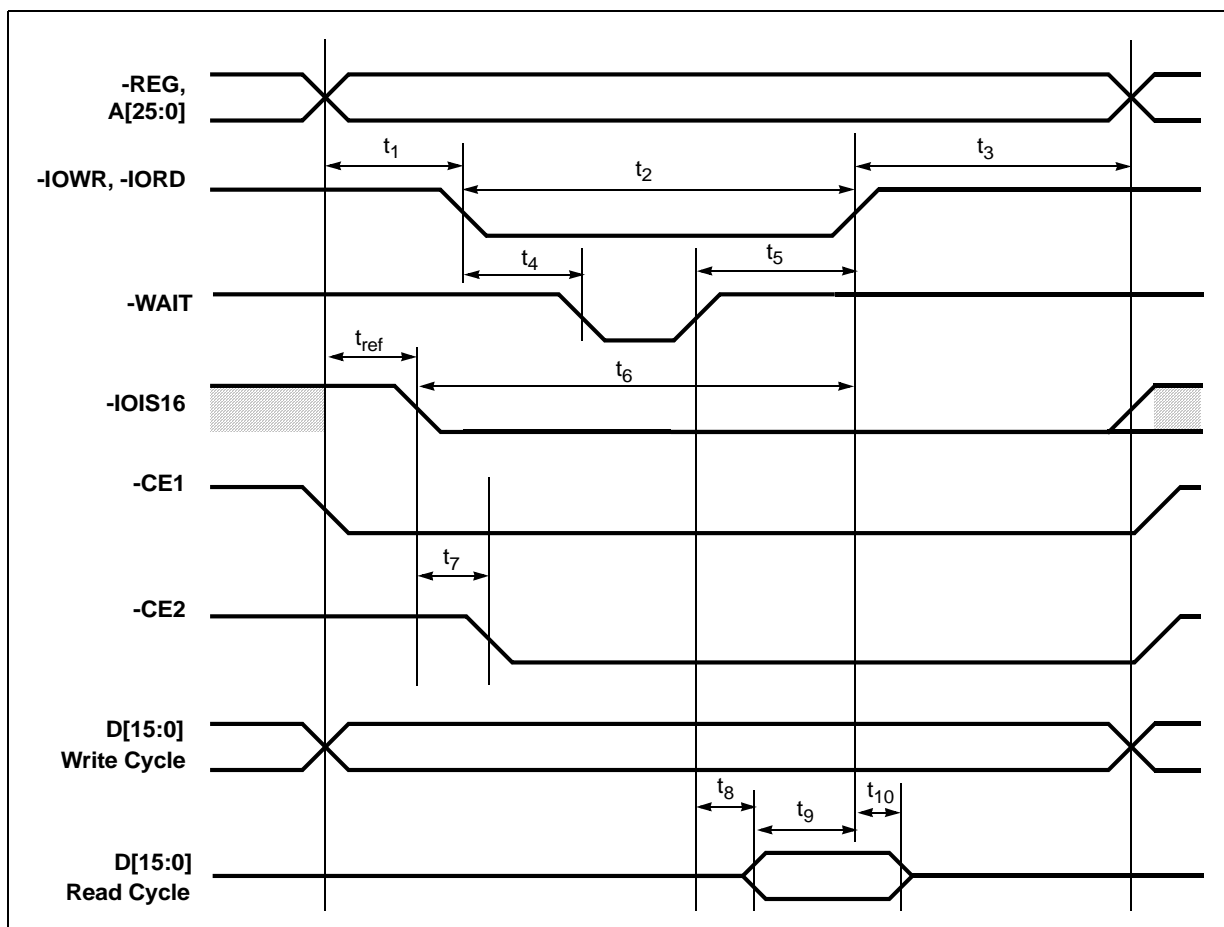 -REG,
A[25:0]
t1
t2
t3
-IOWR, -IORD
t4
t5
-WAIT
tref
t6
-IOIS16
-CE1
t7
-CE2
D[15:0]
Write Cycle
t8
t9
t10
D[15:0]
Read Cycle